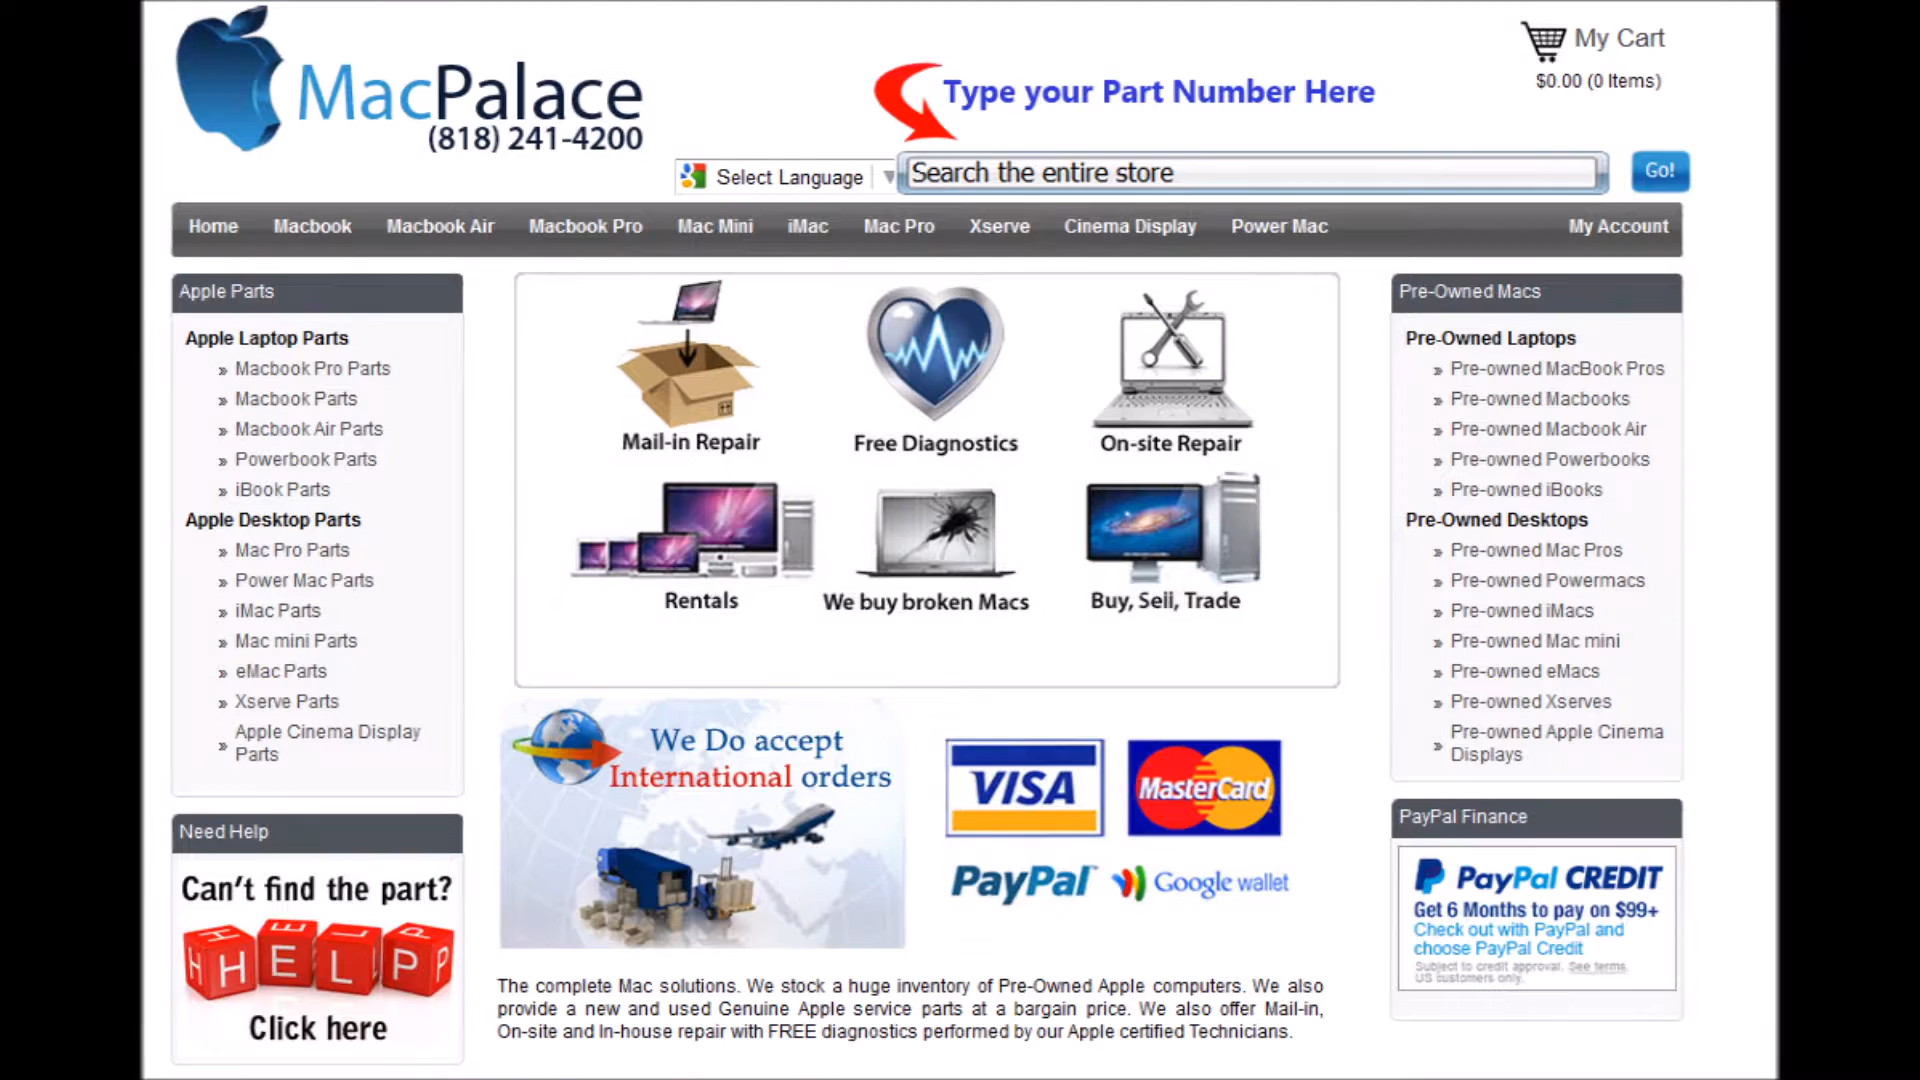 MacPalace
(818) 241-4200
Type your Part Number Here
My Cart
$0.00 (0 Items)
Select Language
Search the entire store
Go!
Home Macbook Macbook Air Macbook Pro Mac Mini iMac Mac Pro Xserve Cinema Display Power Mac My Account
Apple Parts
Apple Laptop Parts
» Macbook Pro Parts
» Macbook Parts
» Macbook Air Parts
» Powerbook Parts
» iBook Parts
Apple Desktop Parts
» Mac Pro Parts
» Power Mac Parts
» iMac Parts
» Mac mini Parts
» eMac Parts
» Xserve Parts
» Apple Cinema Display
Parts
Need Help
Can't find the part?
HELP
Click here
Mail-in Repair
Free Diagnostics
On-site Repair
Rentals
We buy broken Macs
Buy, Sell, Trade
We Do accept
International orders
VISA
MasterCard
PayPal
Google wallet
The complete Mac solutions. We stock a huge inventory of Pre-Owned Apple computers. We also
provide a new and used Genuine Apple service parts at a bargain price. We also offer Mail-in,
On-site and In-house repair with FREE diagnostics performed by our Apple certified Technicians.
Pre-Owned Macs
Pre-Owned Laptops
» Pre-owned MacBook Pros
» Pre-owned Macbooks
» Pre-owned Macbook Air
» Pre-owned Powerbooks
» Pre-owned iBooks
Pre-Owned Desktops
» Pre-owned Mac Pros
» Pre-owned Powermacs
» Pre-owned iMacs
» Pre-owned Mac mini
» Pre-owned eMacs
» Pre-owned Xserves
» Pre-owned Apple Cinema
Displays
PayPal Finance
PayPal CREDIT
Get 6 Months to pay on $99+
Check out with PayPal and
choose PayPal Credit
Subject to credit approval. See terms.
US customers only.